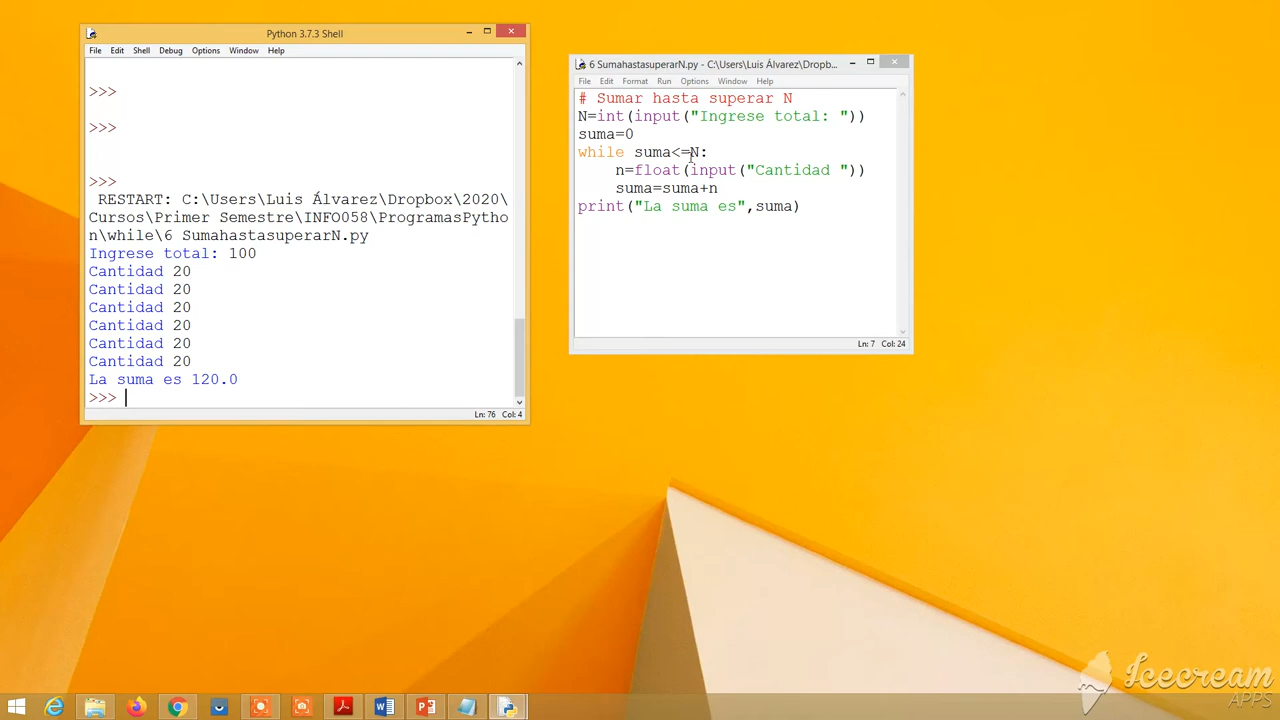 Python 3.7.3 Shell
File Edit Shell Debug Options Window Help
>>>
>>>
>>>
RESTART: C:\Users\Luis Álvarez\Dropbox\2020\
Cursos\Primer Semestre\INFO058\ProgramasPytho
n\while\6 SumahastasuperarN.py
Ingrese total: 100
Cantidad 20
Cantidad 20
Cantidad 20
Cantidad 20
Cantidad 20
Cantidad 20
La suma es 120.0
>>>
Ln: 76 Col: 4
6 SumahastasuperarN.py - C:\Users\Luis Álvarez\Dropb...
File Edit Format Run Options Window Help
# Sumar hasta superar N
N=int(input("Ingrese total: "))
suma=0
while suma<=N:
n=float(input("Cantidad "))
suma=suma+n
print("La suma es",suma)
Ln: 7 Col: 24
Icecream
APPS